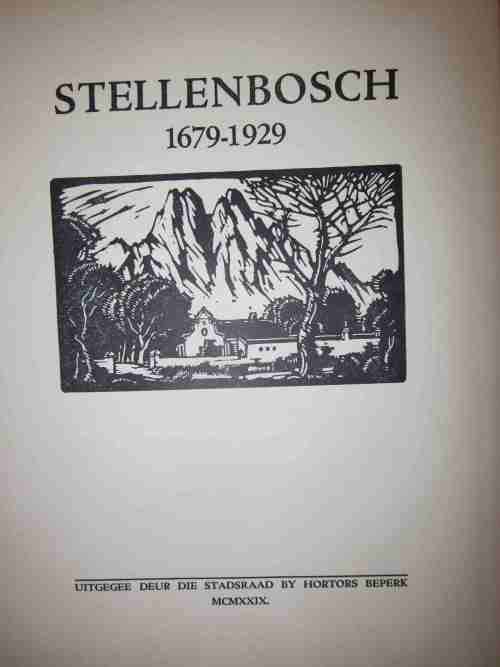 STELLENBOSCH
1679-1929
UITGEGEE DEUR DIE STADSRAAD BY HORTORS BEPERK
MCMXXIX.